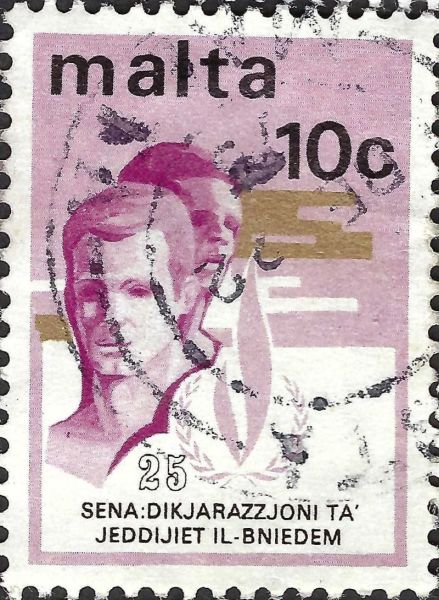 malta
10c
25
SENA:DIKJARAZZJONI TA'
JEDDIJIET IL-BNIEDEM